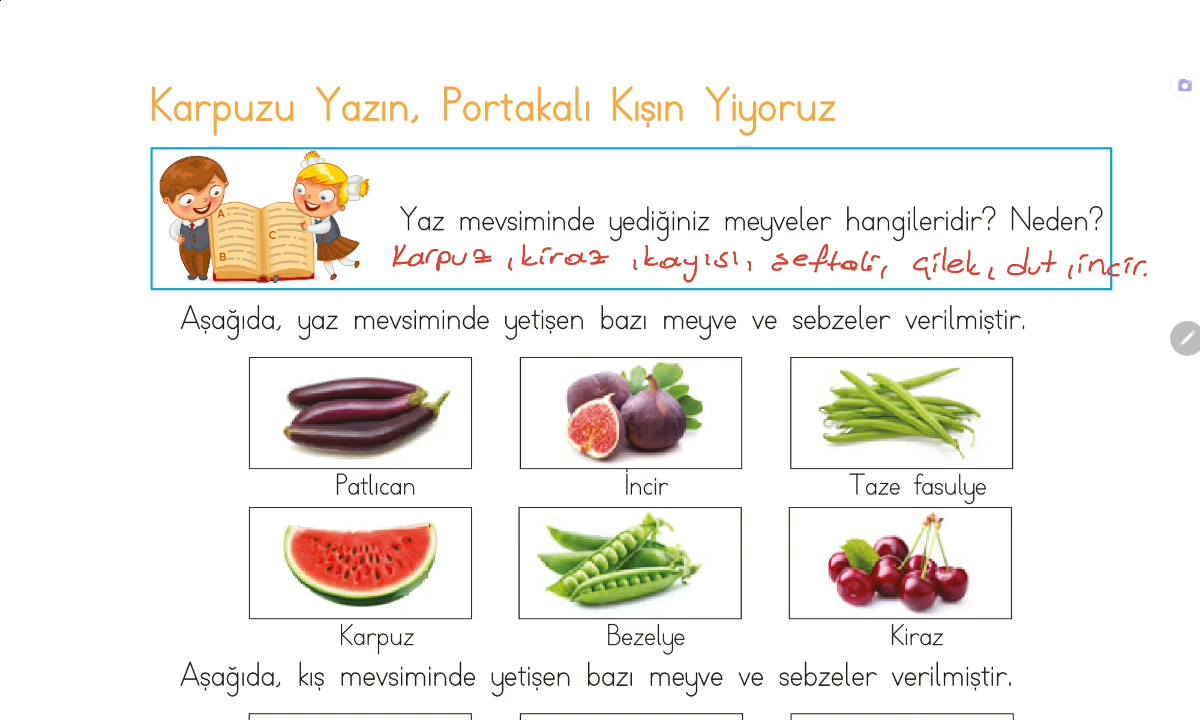 Karpuzu Yazın, Portakalı Kışın Yiyoruz
A
B
C
Yaz mevsiminde yediğiniz meyveler hangileridir? Neden?
Karpuz, kiraz, kayısı, şeftali, çilek, dut, incir.
Aşağıda, yaz mevsiminde yetişen bazı meyve ve sebzeler verilmiştir.
Patlıcan İncir Taze fasulye
Karpuz Bezelye Kiraz
Aşağıda, kış mevsiminde yetişen bazı meyve ve sebzeler verilmiştir.